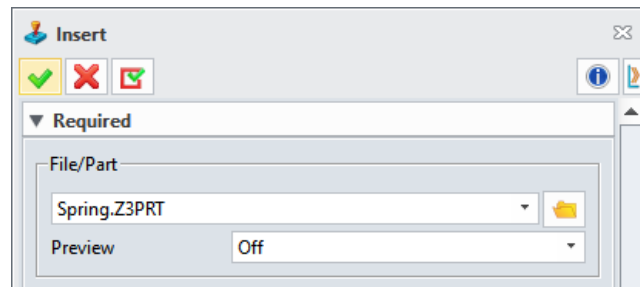 Insert
Required
File/Part
Spring.Z3PRT
Preview Off